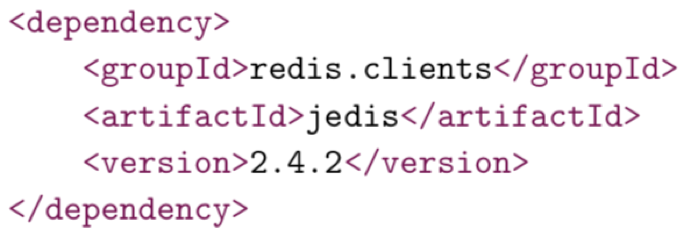 <dependency>
    <groupId>redis.clients</groupId>
    <artifactId>jedis</artifactId>
    <version>2.4.2</version>
</dependency>